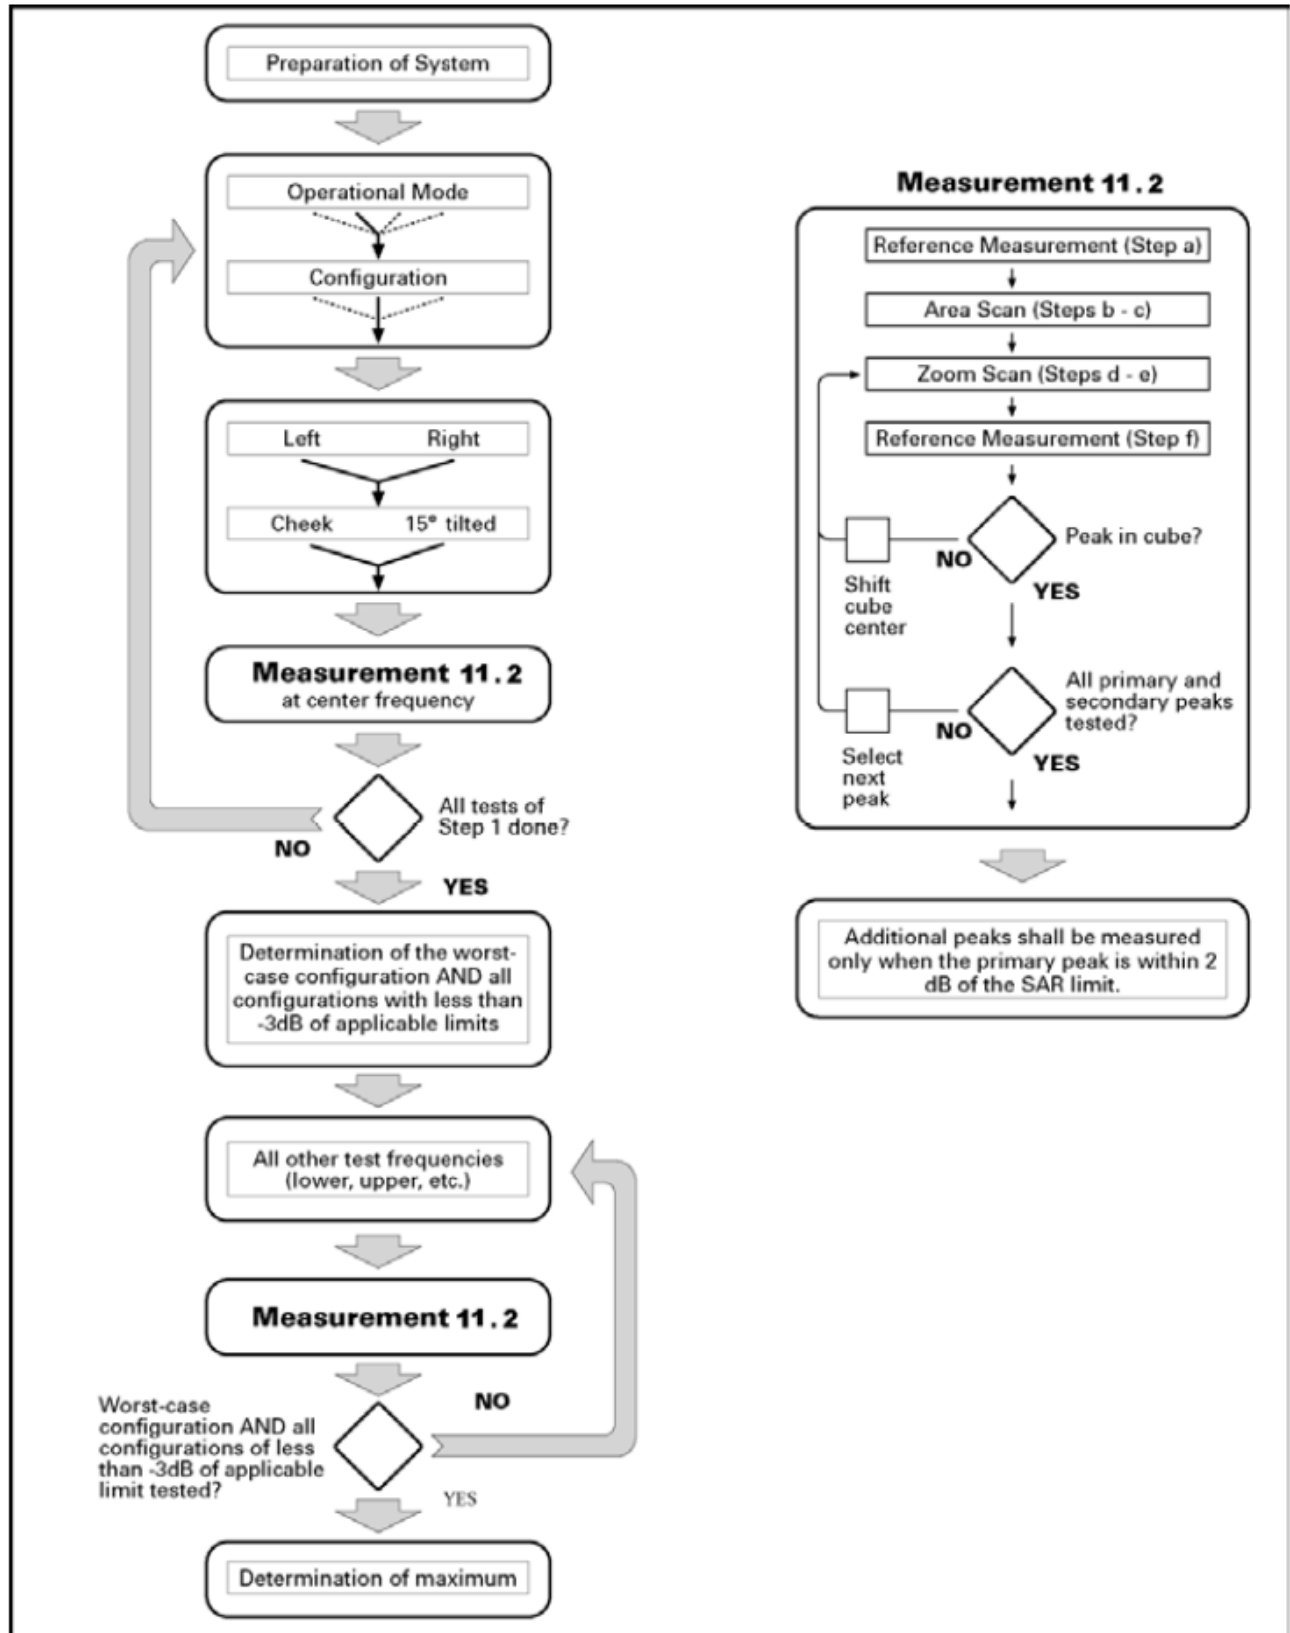 Preparation of System
Operational Mode
Configuration
Left Right
Cheek 15° tilted
Measurement 11.2
at center frequency
All tests of
Step 1 done?
NO
YES
Determination of the worst-
case configuration AND all
configurations with less than
-3dB of applicable limits
All other test frequencies
(lower, upper, etc.)
Measurement 11.2
NO
Worst-case
configuration AND all
configurations of less
than -3dB of applicable
limit tested?
YES
Determination of maximum
Measurement 11.2
Reference Measurement (Step a)
Area Scan (Steps b - c)
Zoom Scan (Steps d - e)
Reference Measurement (Step f)
Peak in cube?
NO
Shift
cube
center
YES
All primary and
secondary peaks
tested?
NO
Select
next
peak
YES
Additional peaks shall be measured
only when the primary peak is within 2
dB of the SAR limit.